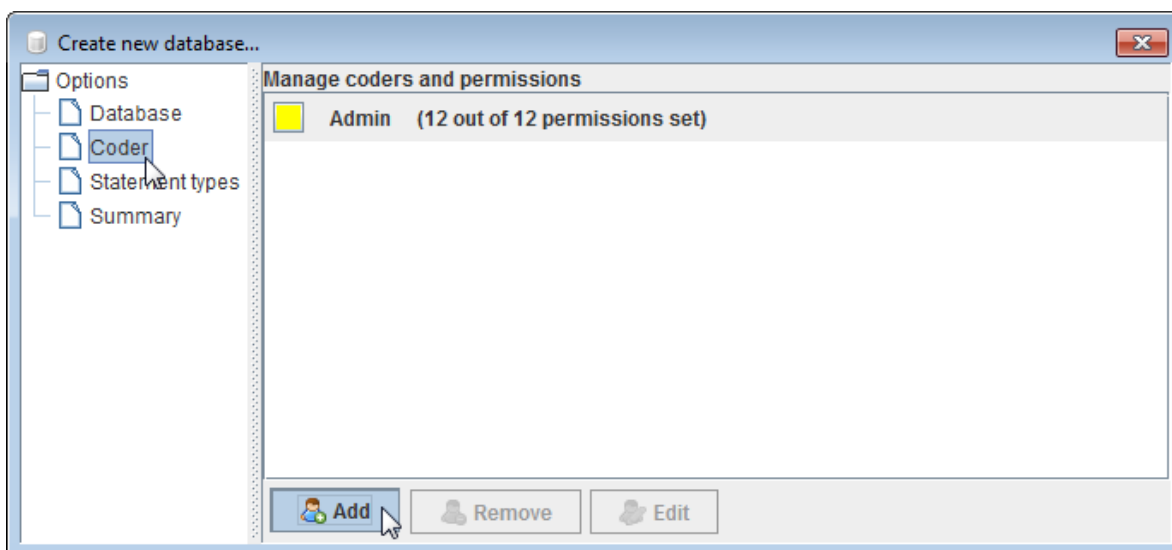 Create new database...
Options
Database
Coder
Statement types
Summary
Manage coders and permissions
Admin (12 out of 12 permissions set)
Add
Remove
Edit